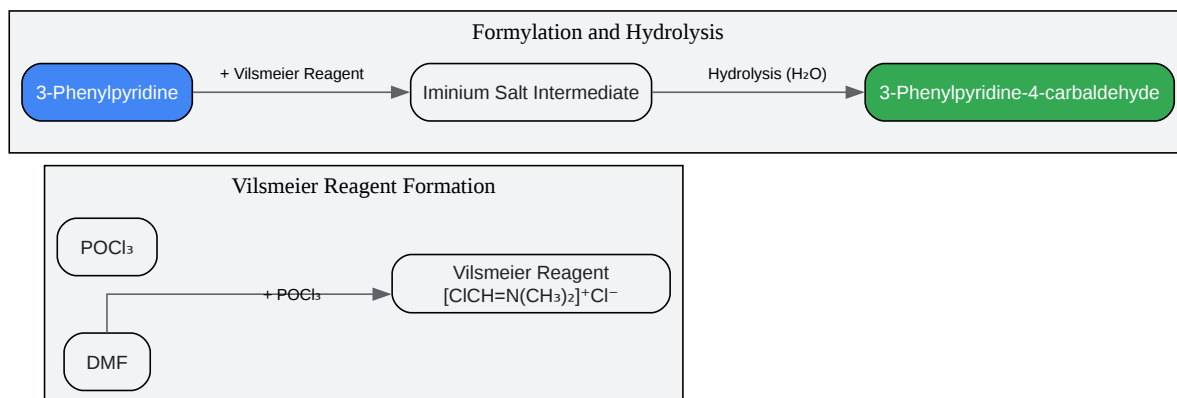 Formylation and Hydrolysis
3-Phenylpyridine
+ Vilsmeier Reagent
Iminium Salt Intermediate
Hydrolysis (H₂O)
3-Phenylpyridine-4-carbaldehyde
Vilsmeier Reagent Formation
POCl₃
DMF
+ POCl₃
Vilsmeier Reagent
[ClCH=N(CH₃)₂]⁺Cl⁻